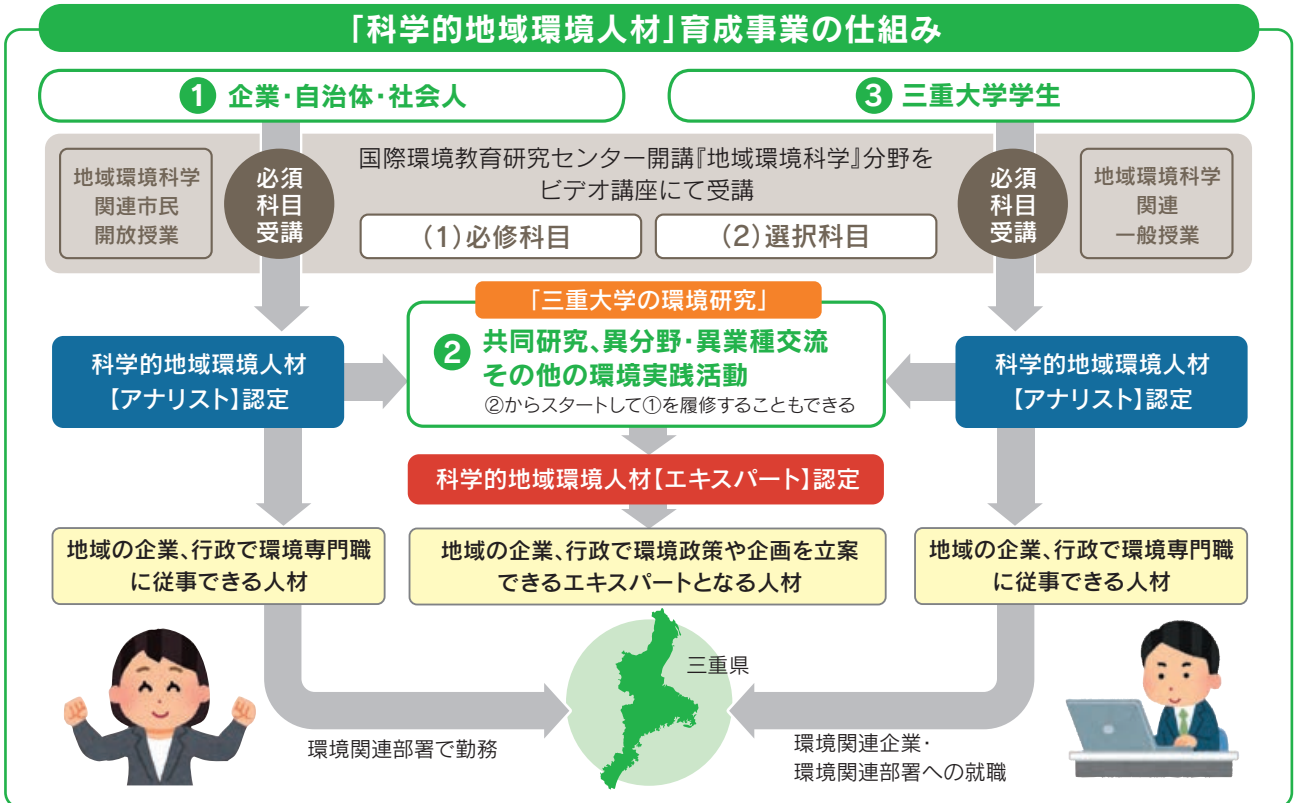 「科学的地域環境人材」育成事業の仕組み
❶ 企業・自治体・社会人
❸ 三重大学学生
地域環境科学
関連市民
開放授業
必須
科目
受講
国際環境教育研究センター開講『地域環境科学』分野を
ビデオ講座にて受講
(1)必修科目
(2)選択科目
必須
科目
受講
地域環境科学
関連
一般授業
「三重大学の環境研究」
❷ 共同研究、異分野・異業種交流
その他の環境実践活動
②からスタートして①を履修することもできる
科学的地域環境人材
【アナリスト】認定
科学的地域環境人材
【アナリスト】認定
科学的地域環境人材【エキスパート】認定
地域の企業、行政で環境専門職
に従事できる人材
地域の企業、行政で環境政策や企画を立案
できるエキスパートとなる人材
地域の企業、行政で環境専門職
に従事できる人材
三重県
環境関連部署で勤務
環境関連企業・
環境関連部署への就職